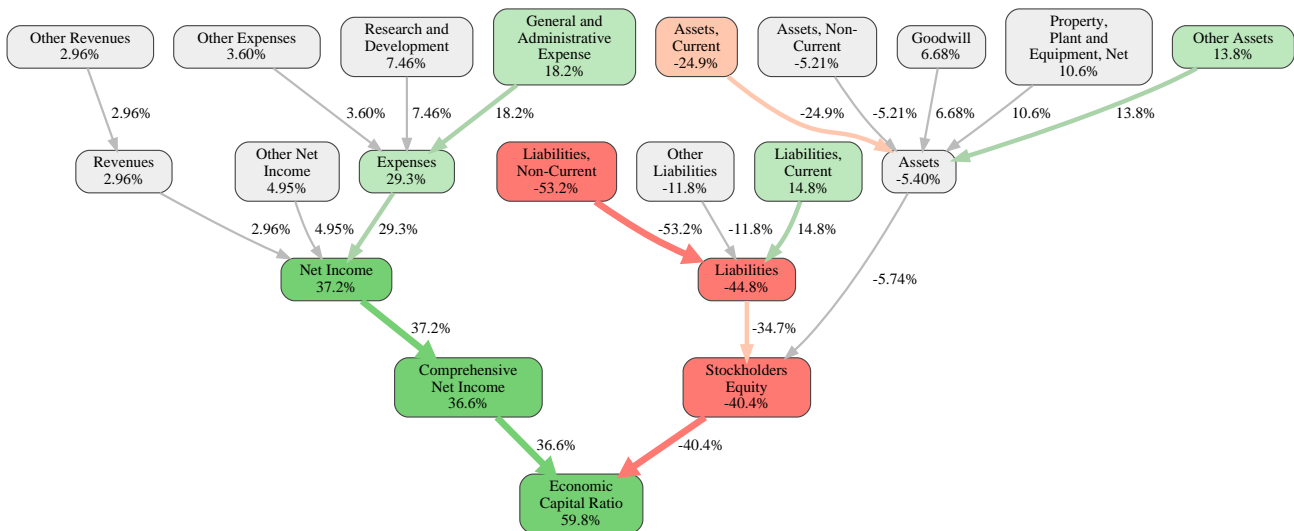 Other Revenues
2.96%
Other Expenses
3.60%
Research and
Development
7.46%
General and
Administrative
Expense
18.2%
Assets,
Current
-24.9%
Assets, Non-
Current
-5.21%
Goodwill
6.68%
Property,
Plant and
Equipment, Net
10.6%
Other Assets
13.8%
2.96%
3.60%
7.46%
18.2%
-24.9%
-5.21%
6.68%
10.6%
13.8%
Revenues
2.96%
Other Net
Income
4.95%
Expenses
29.3%
Liabilities,
Non-Current
-53.2%
Other
Liabilities
-11.8%
Liabilities,
Current
14.8%
Assets
-5.40%
2.96%
4.95%
29.3%
-53.2%
-11.8%
14.8%
-5.74%
Net Income
37.2%
Liabilities
-44.8%
37.2%
-34.7%
Comprehensive
Net Income
36.6%
Stockholders
Equity
-40.4%
36.6%
-40.4%
Economic
Capital Ratio
59.8%